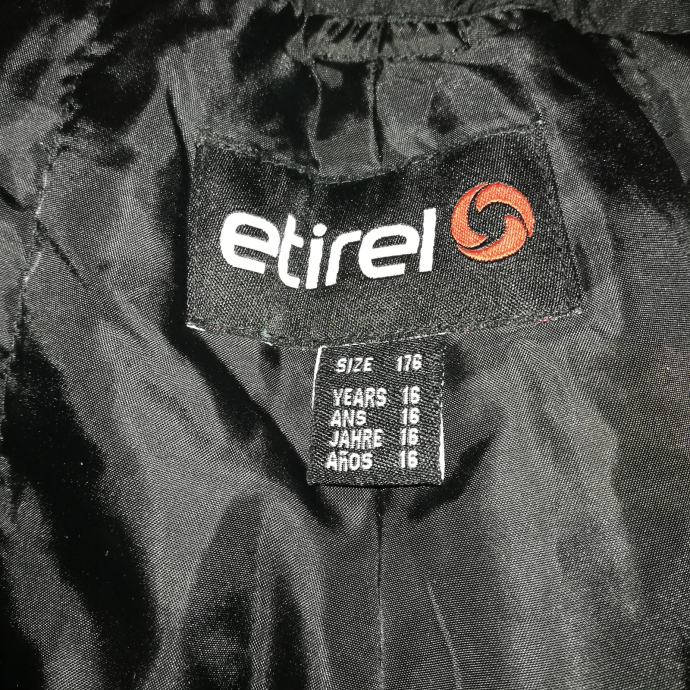 etirel
SIZE 176
YEARS 16
ANS 16
JAHRE 16
AñOS 16